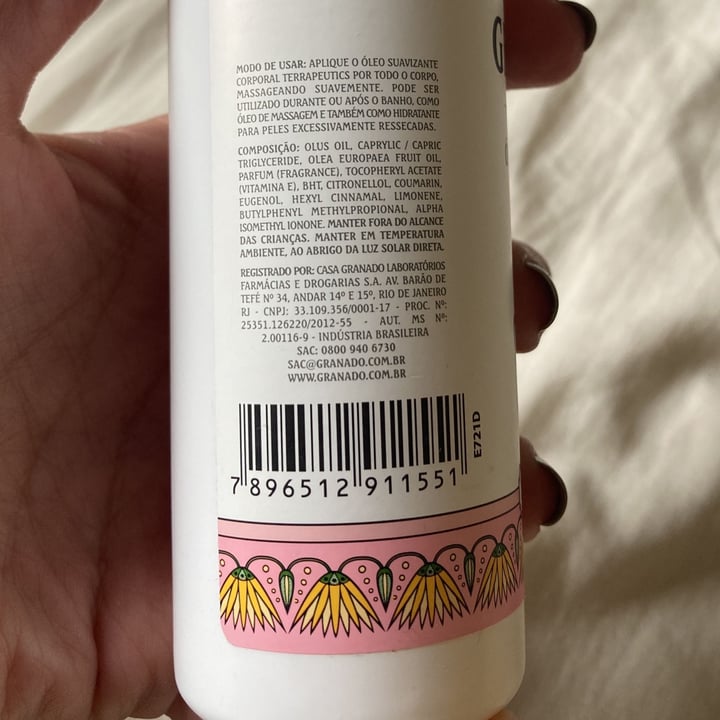 MODO DE USAR: APLIQUE O ÓLEO SUAVIZANTE
CORPORAL TERRAPEUTICS POR TODO O CORPO,
MASSAGEANDO SUAVEMENTE. PODE SER
UTILIZADO DURANTE OU APÓS O BANHO, COMO
ÓLEO DE MASSAGEM E TAMBÉM COMO HIDRATANTE
PARA PELES EXCESSIVAMENTE RESSECADAS.
COMPOSIÇÃO: OLUS OIL, CAPRYLIC / CAPRIC
TRIGLYCERIDE, OLEA EUROPAEA FRUIT OIL,
PARFUM (FRAGRANCE), TOCOPHERYL ACETATE
(VITAMINA E), BHT, CITRONELLOL, COUMARIN,
EUGENOL, HEXYL CINNAMAL, LIMONENE,
BUTYLPHENYL METHYLPROPIONAL, ALPHA
ISOMETHYL IONONE. MANTER FORA DO ALCANCE
DAS CRIANÇAS. MANTER EM TEMPERATURA
AMBIENTE, AO ABRIGO DA LUZ SOLAR DIRETA.
REGISTRADO POR: CASA GRANADO LABORATÓRIOS
FARMÁCIAS E DROGARIAS S.A. AV. BARÃO DE
TEFÉ Nº 34, ANDAR 14º E 15º, RIO DE JANEIRO
RJ - CNPJ: 33.109.356/0001-17 - PROC. Nº:
25351.126220/2012-55 - AUT. MS Nº:
2.00116-9 - INDÚSTRIA BRASILEIRA
SAC: 0800 940 6730
SAC@GRANADO.COM.BR
WWW.GRANADO.COM.BR
7 896512 911551
E721D